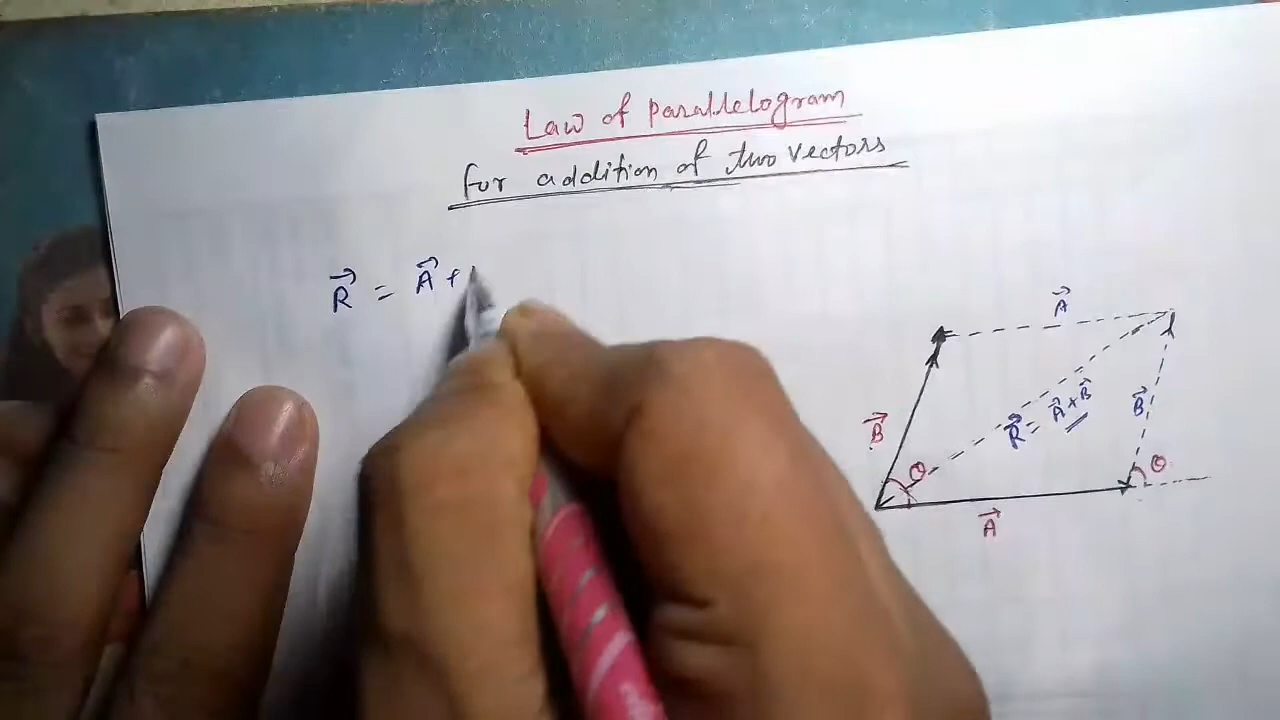 Law of parallelogram
for addition of two vectors
R⃗ = A⃗ +
A⃗
B⃗
R⃗ = A⃗ + B⃗
B⃗
θ
θ
A⃗